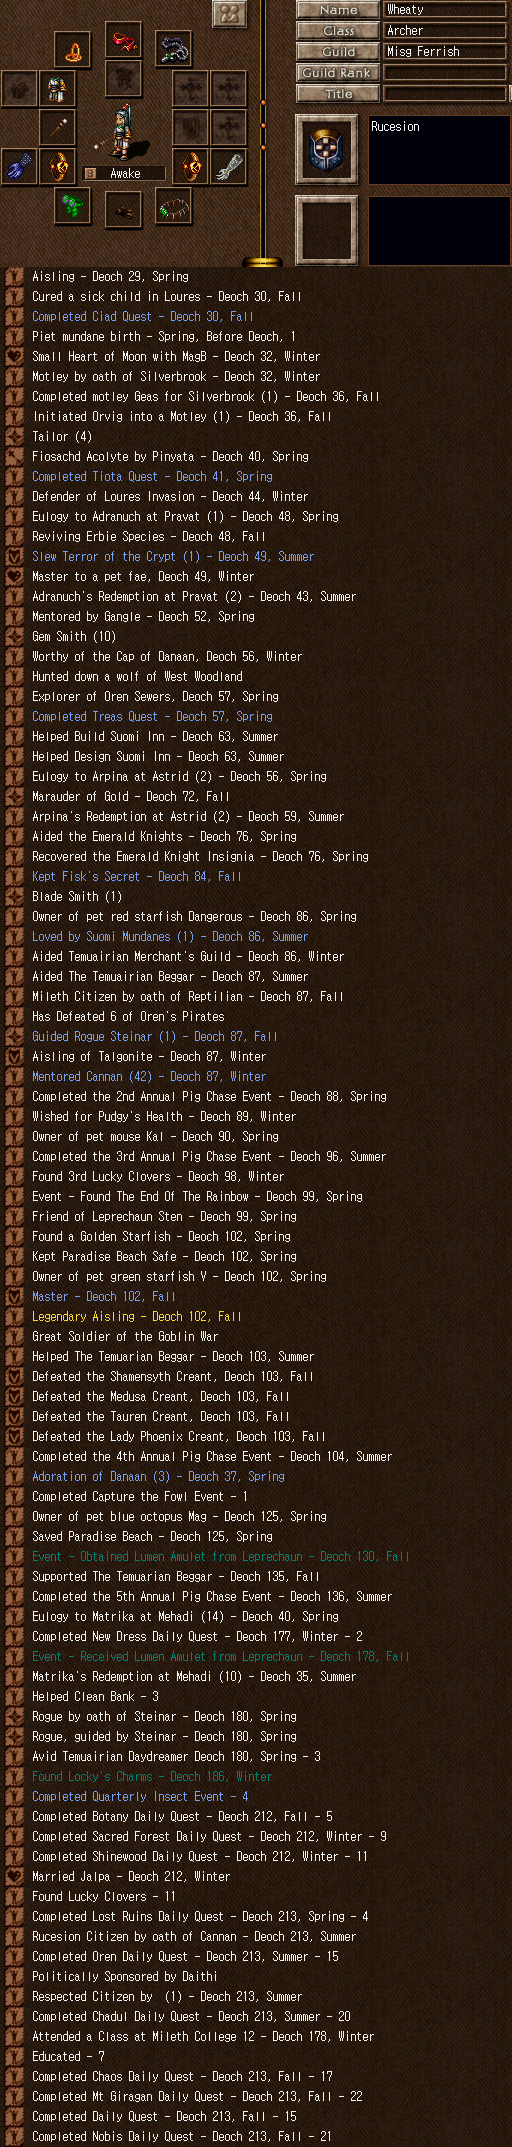 Name Wheaty
Class Archer
Guild Misg Ferrish
Guild Rank
Title
Rucesion
Awake
Aisling - Deoch 29, Spring
Cured a sick child in Loures - Deoch 30, Fall
Completed Ciad Quest - Deoch 30, Fall
Piet mundane birth - Spring, Before Deoch, 1
Small Heart of Moon with MagB - Deoch 32, Winter
Motley by oath of Silverbrook - Deoch 32, Winter
Completed motley Geas for Silverbrook (1) - Deoch 36, Fall
Initiated Orvig into a Motley (1) - Deoch 36, Fall
Tailor (4)
Fiosachd Acolyte by Pinyata - Deoch 40, Spring
Completed Tiota Quest - Deoch 41, Spring
Defender of Loures Invasion - Deoch 44, Winter
Eulogy to Adranuch at Pravat (1) - Deoch 48, Spring
Reviving Erbie Species - Deoch 48, Fall
Slew Terror of the Crypt (1) - Deoch 49, Summer
Master to a pet fae, Deoch 49, Winter
Adranuch's Redemption at Pravat (2) - Deoch 43, Summer
Mentored by Gangle - Deoch 52, Spring
Gem Smith (10)
Worthy of the Cap of Danaan, Deoch 56, Winter
Hunted down a wolf of West Woodland
Explorer of Oren Sewers, Deoch 57, Spring
Completed Treas Quest - Deoch 57, Spring
Helped Build Suomi Inn - Deoch 63, Summer
Helped Design Suomi Inn - Deoch 63, Summer
Eulogy to Arpina at Astrid (2) - Deoch 56, Spring
Marauder of Gold - Deoch 72, Fall
Arpina's Redemption at Astrid (2) - Deoch 59, Summer
Aided the Emerald Knights - Deoch 76, Spring
Recovered the Emerald Knight Insignia - Deoch 76, Spring
Kept Fisk's Secret - Deoch 84, Fall
Blade Smith (1)
Owner of pet red starfish Dangerous - Deoch 86, Spring
Loved by Suomi Mundanes (1) - Deoch 86, Summer
Aided Temuairian Merchant's Guild - Deoch 86, Winter
Aided The Temuairian Beggar - Deoch 87, Summer
Mileth Citizen by oath of Reptilian - Deoch 87, Fall
Has Defeated 6 of Oren's Pirates
Guided Rogue Steinar (1) - Deoch 87, Fall
Aisling of Talgonite - Deoch 87, Winter
Mentored Cannan (42) - Deoch 87, Winter
Completed the 2nd Annual Pig Chase Event - Deoch 88, Spring
Wished for Pudgy's Health - Deoch 89, Winter
Owner of pet mouse Kal - Deoch 90, Spring
Completed the 3rd Annual Pig Chase Event - Deoch 96, Summer
Found 3rd Lucky Clovers - Deoch 98, Winter
Event - Found The End Of The Rainbow - Deoch 99, Spring
Friend of Leprechaun Sten - Deoch 99, Spring
Found a Golden Starfish - Deoch 102, Spring
Kept Paradise Beach Safe - Deoch 102, Spring
Owner of pet green starfish V - Deoch 102, Spring
Master - Deoch 102, Fall
Legendary Aisling - Deoch 102, Fall
Great Soldier of the Goblin War
Helped The Temuarian Beggar - Deoch 103, Summer
Defeated the Shamensyth Creant, Deoch 103, Fall
Defeated the Medusa Creant, Deoch 103, Fall
Defeated the Tauren Creant, Deoch 103, Fall
Defeated the Lady Phoenix Creant, Deoch 103, Fall
Completed the 4th Annual Pig Chase Event - Deoch 104, Summer
Adoration of Danaan (3) - Deoch 37, Spring
Completed Capture the Fowl Event - 1
Owner of pet blue octopus Mag - Deoch 125, Spring
Saved Paradise Beach - Deoch 125, Spring
Event - Obtained Lumen Amulet from Leprechaun - Deoch 130, Fall
Supported The Temuarian Beggar - Deoch 135, Fall
Completed the 5th Annual Pig Chase Event - Deoch 136, Summer
Eulogy to Matrika at Mehadi (14) - Deoch 40, Spring
Completed New Dress Daily Quest - Deoch 177, Winter - 2
Event - Received Lumen Amulet from Leprechaun - Deoch 178, Fall
Matrika's Redemption at Mehadi (10) - Deoch 35, Summer
Helped Clean Bank - 3
Rogue by oath of Steinar - Deoch 180, Spring
Rogue, guided by Steinar - Deoch 180, Spring
Avid Temuairian Daydreamer Deoch 180, Spring - 3
Found Locky's Charms - Deoch 186, Winter
Completed Quarterly Insect Event - 4
Completed Botany Daily Quest - Deoch 212, Fall - 5
Completed Sacred Forest Daily Quest - Deoch 212, Winter - 9
Completed Shinewood Daily Quest - Deoch 212, Winter - 11
Married Jalpa - Deoch 212, Winter
Found Lucky Clovers - 11
Completed Lost Ruins Daily Quest - Deoch 213, Spring - 4
Rucesion Citizen by oath of Cannan - Deoch 213, Summer
Completed Oren Daily Quest - Deoch 213, Summer - 15
Politically Sponsored by Daithi
Respected Citizen by (1) - Deoch 213, Summer
Completed Chadul Daily Quest - Deoch 213, Summer - 20
Attended a Class at Mileth College 12 - Deoch 178, Winter
Educated - 7
Completed Chaos Daily Quest - Deoch 213, Fall - 17
Completed Mt Giragan Daily Quest - Deoch 213, Fall - 22
Completed Daily Quest - Deoch 213, Fall - 15
Completed Nobis Daily Quest - Deoch 213, Fall - 21